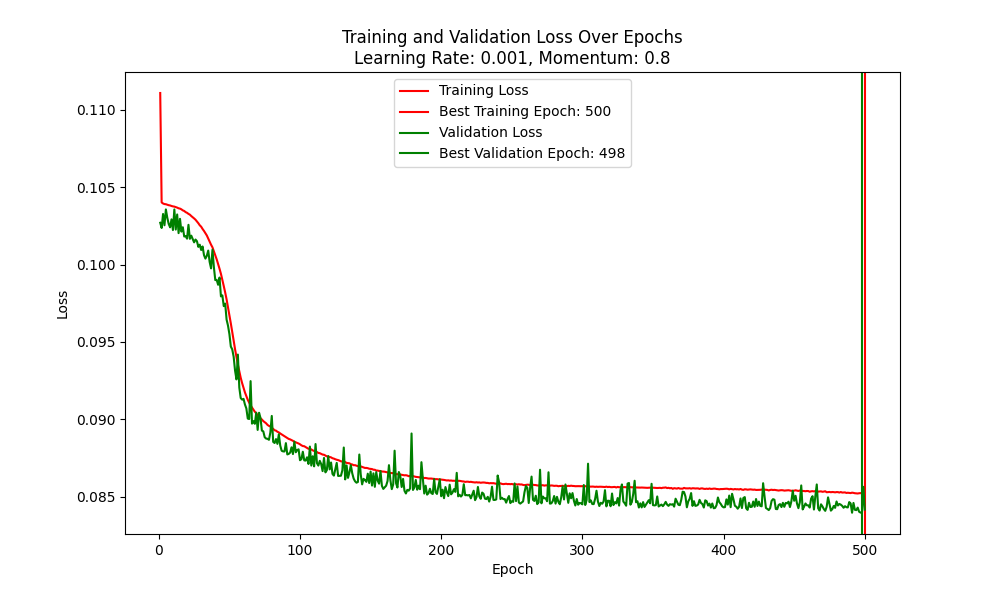 Training and Validation Loss Over Epochs
Learning Rate: 0.001, Momentum: 0.8
Training Loss
Best Training Epoch: 500
Validation Loss
Best Validation Epoch: 498
0.110
0.105
0.100
0.095
0.090
0.085
Loss
0
100
200
300
400
500
Epoch